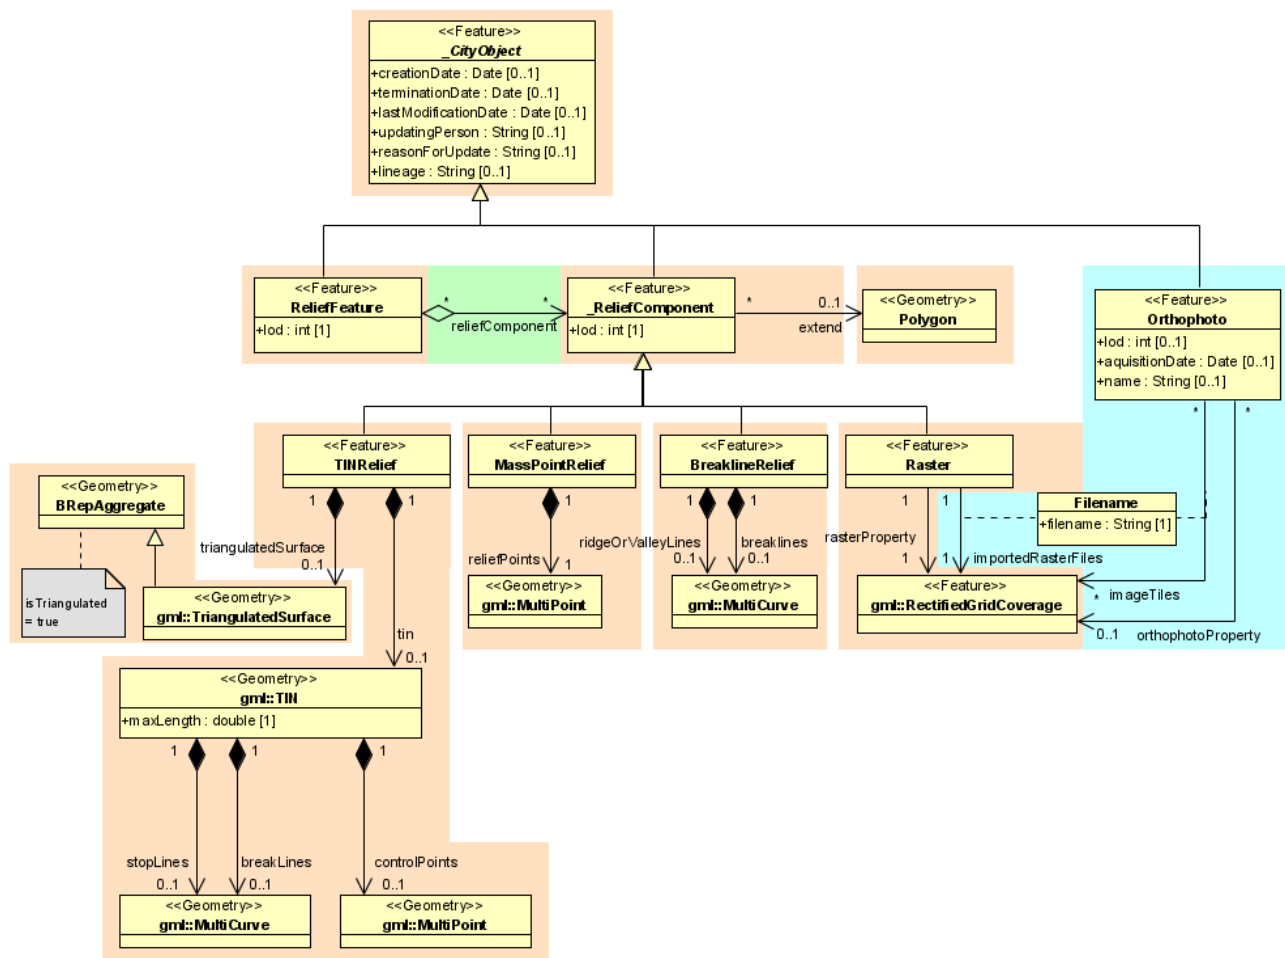 <<Feature>>
_CityObject
+creationDate : Date [0..1]
+terminationDate : Date [0..1]
+lastModificationDate : Date [0..1]
+updatingPerson : String [0..1]
+reasonForUpdate : String [0..1]
+lineage : String [0..1]
<<Feature>>
ReliefFeature
+lod : int [1]
*
*
reliefComponent
<<Feature>>
_ReliefComponent
+lod : int [1]
*
0..1
extend
<<Geometry>>
Polygon
<<Feature>>
Orthophoto
+lod : int [0..1]
+aquisitionDate : Date [0..1]
+name : String [0..1]
*
*
<<Feature>>
TINRelief
1
1
<<Feature>>
MassPointRelief
1
<<Feature>>
BreaklineRelief
1
1
<<Feature>>
Raster
1
1
Filename
+filename : String [1]
<<Geometry>>
BRepAggregate
isTriangulated
= true
triangulatedSurface
0..1
<<Geometry>>
gml::TriangulatedSurface
reliefPoints
1
<<Geometry>>
gml::MultiPoint
ridgeOrValleyLines
0..1
breaklines
0..1
<<Geometry>>
gml::MultiCurve
rasterProperty
1
1
importedRasterFiles
<<Feature>>
gml::RectifiedGridCoverage
*
imageTiles
0..1
orthophotoProperty
tin
0..1
<<Geometry>>
gml::TIN
+maxLength : double [1]
1
1
1
stopLines
0..1
breakLines
0..1
controlPoints
0..1
<<Geometry>>
gml::MultiCurve
<<Geometry>>
gml::MultiPoint